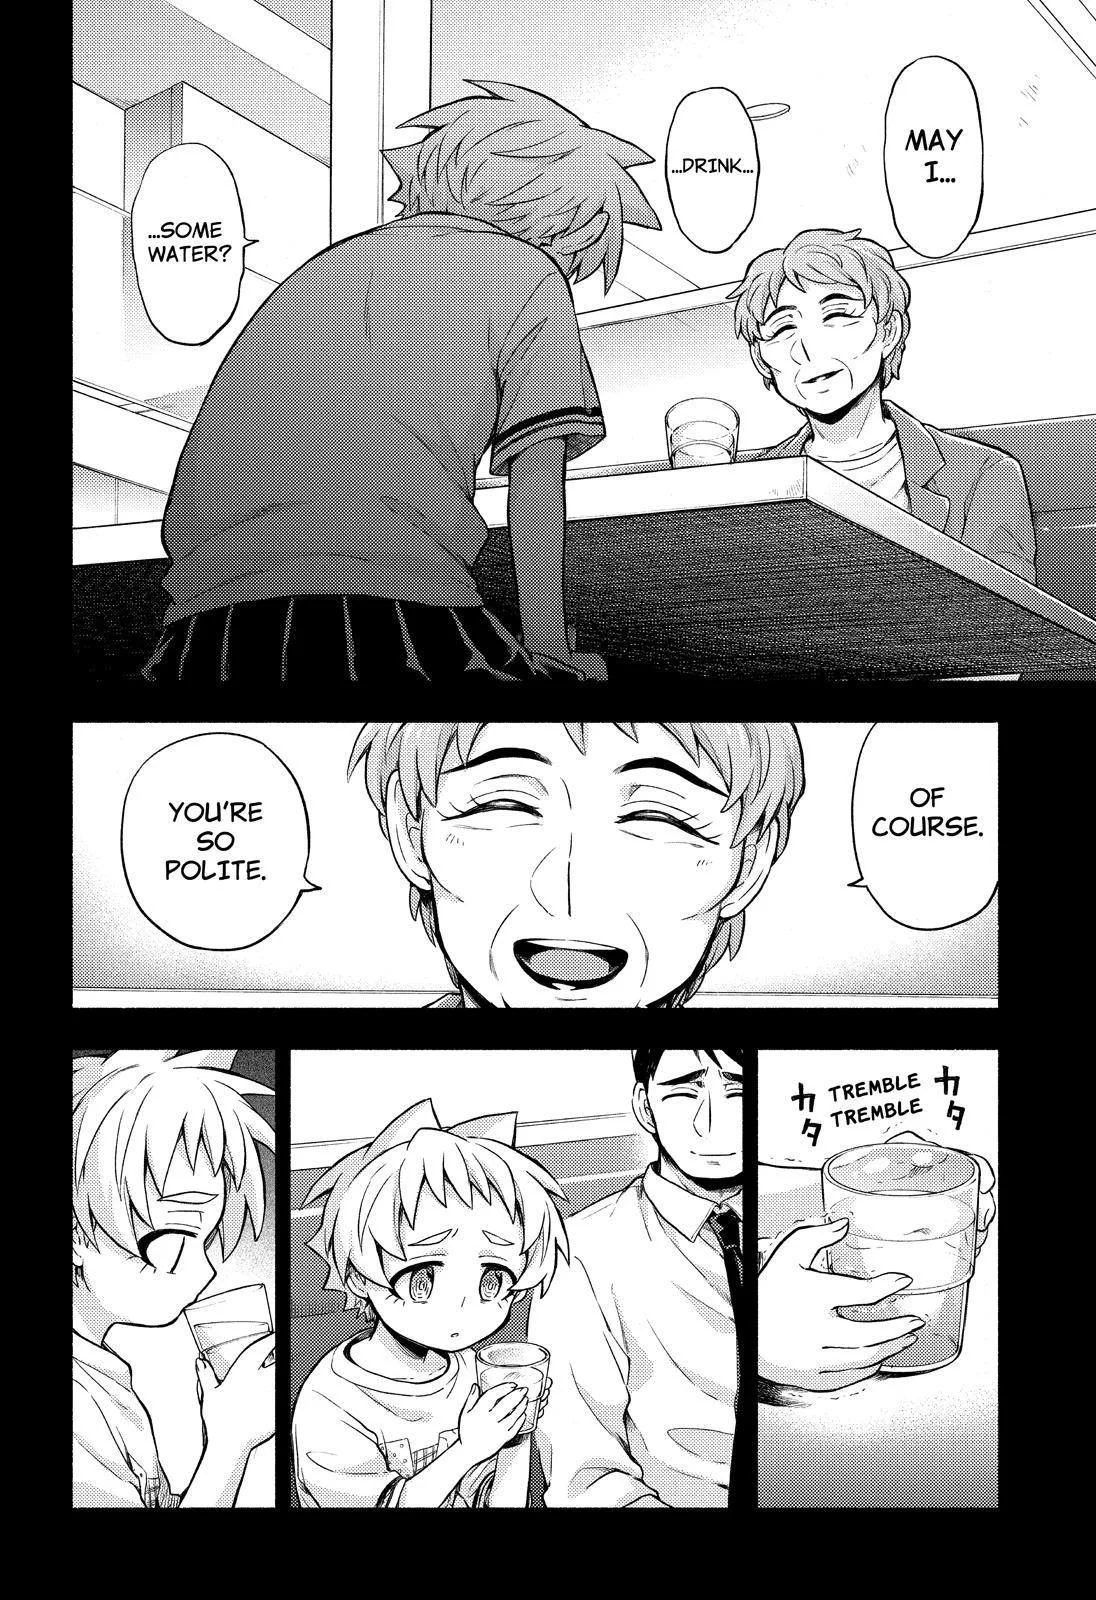 MAY
I...
...DRINK...
...SOME
WATER?
OF
COURSE.
YOU'RE
SO
POLITE.
カタ
TREMBLE
TREMBLE
カタ